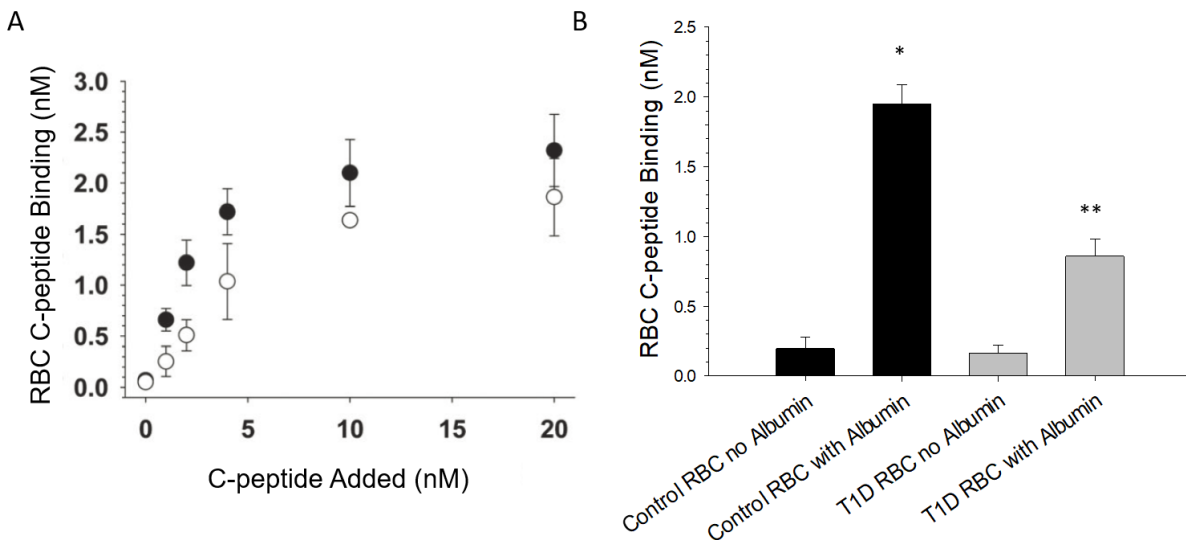 A
RBC C-peptide Binding (nM)
3.0
2.5
2.0
1.5
1.0
0.5
0.0
0 5 10 15 20
C-peptide Added (nM)
B
RBC C-peptide Binding (nM)
2.5
2.0
1.5
1.0
0.5
0.0
*
**
Control RBC no Albumin
Control RBC with Albumin
T1D RBC no Albumin
T1D RBC with Albumin